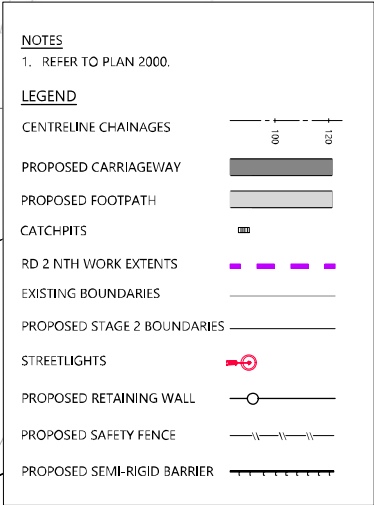 NOTES
1. REFER TO PLAN 2000.
LEGEND
CENTRELINE CHAINAGES
100
120
PROPOSED CARRIAGEWAY
PROPOSED FOOTPATH
CATCHPITS
RD 2 NTH WORK EXTENTS
EXISTING BOUNDARIES
PROPOSED STAGE 2 BOUNDARIES
STREETLIGHTS
PROPOSED RETAINING WALL
PROPOSED SAFETY FENCE
PROPOSED SEMI-RIGID BARRIER